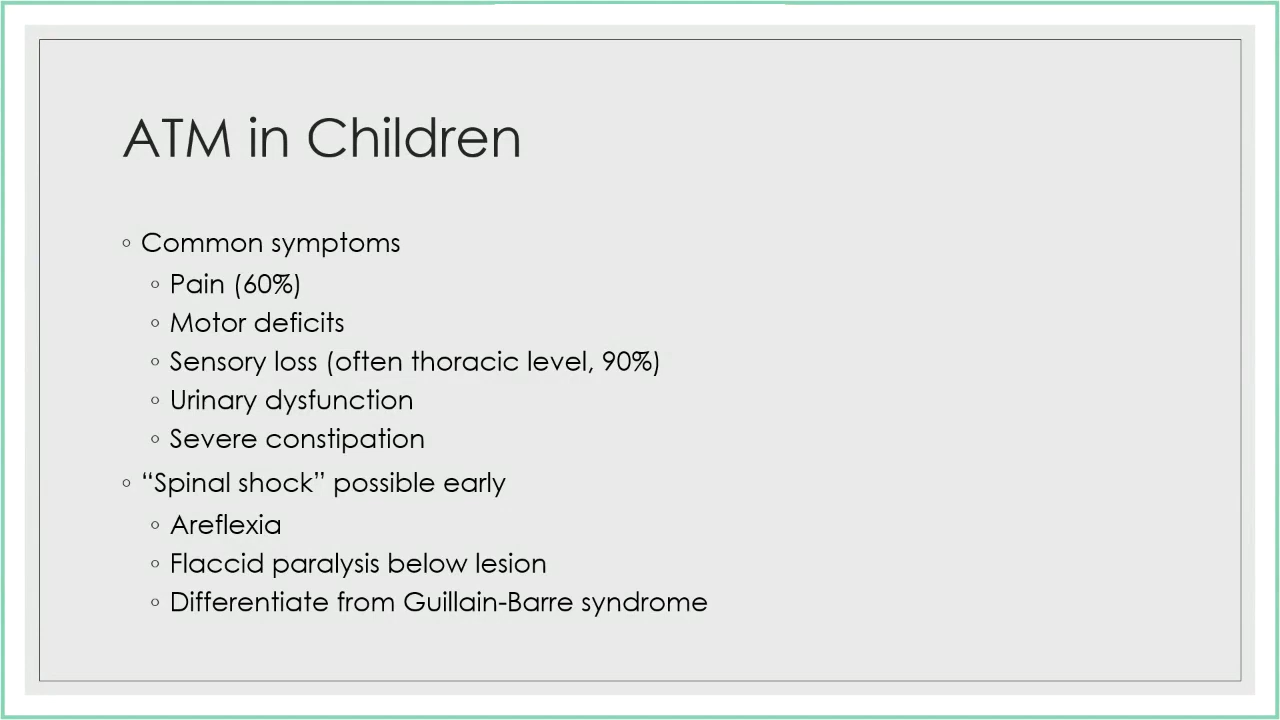 ATM in Children
◦ Common symptoms
◦ Pain (60%)
◦ Motor deficits
◦ Sensory loss (often thoracic level, 90%)
◦ Urinary dysfunction
◦ Severe constipation
◦ “Spinal shock” possible early
◦ Areflexia
◦ Flaccid paralysis below lesion
◦ Differentiate from Guillain-Barre syndrome